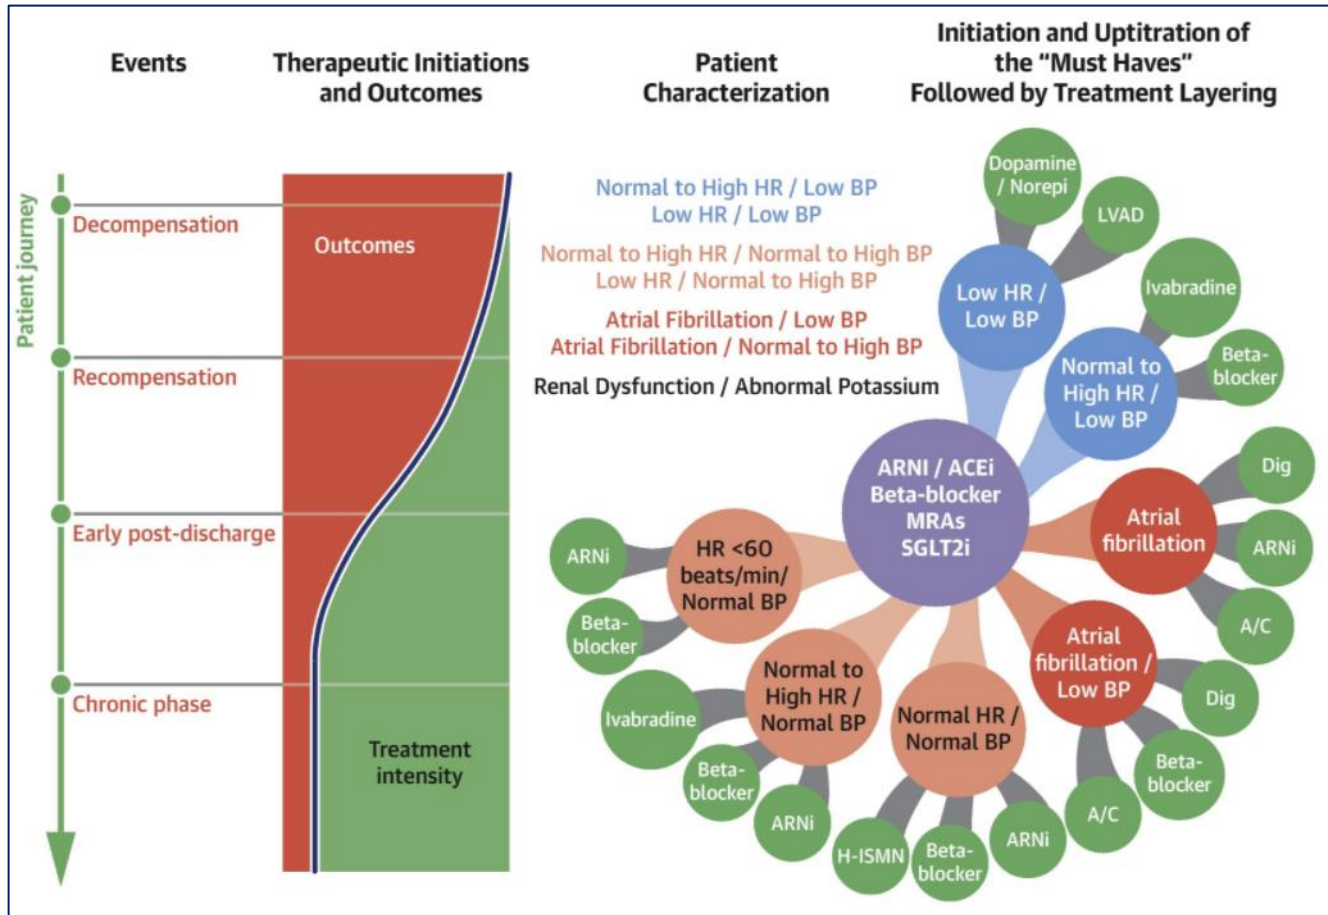 Events
Therapeutic Initiations
and Outcomes
Patient
Characterization
Initiation and Uptitration of
the “Must Haves”
Followed by Treatment Layering
Patient journey
Decompensation
Recompensation
Early post-discharge
Chronic phase
Outcomes
Treatment
intensity
Normal to High HR / Low BP
Low HR / Low BP
Normal to High HR / Normal to High BP
Low HR / Normal to High BP
Atrial Fibrillation / Low BP
Atrial Fibrillation / Normal to High BP
Renal Dysfunction / Abnormal Potassium
ARNI / ACEi
Beta-blocker
MRAs
SGLT2i
Low HR /
Low BP
Dopamine
/ Norepi
LVAD
Normal to
High HR /
Low BP
Ivabradine
Beta-
blocker
Atrial
fibrillation
Dig
ARNi
A/C
Atrial
fibrillation /
Low BP
Dig
Beta-
blocker
A/C
Normal HR /
Normal BP
ARNi
Beta-
blocker
H-ISMN
Normal to
High HR /
Normal BP
ARNi
Beta-
blocker
Ivabradine
HR <60
beats/min/
Normal BP
Beta-
blocker
ARNi